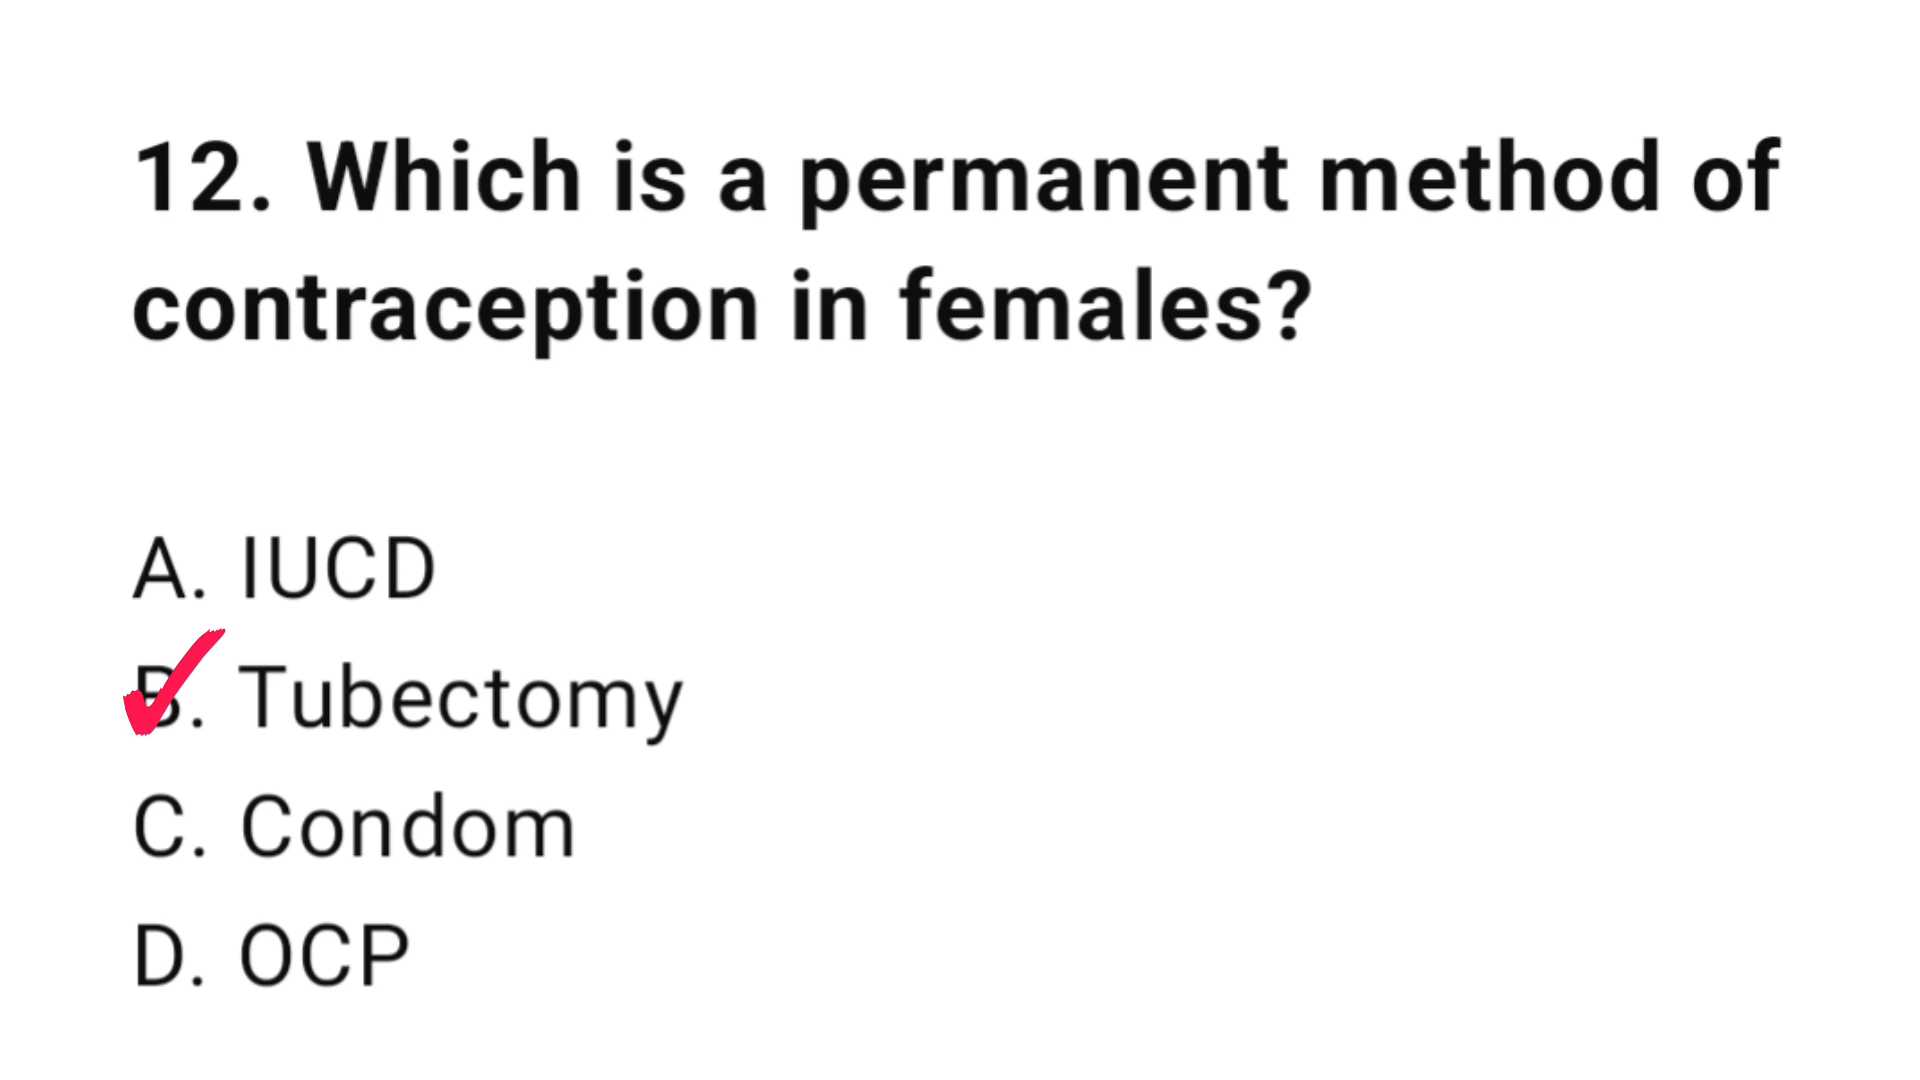 12. Which is a permanent method of
contraception in females?
A. IUCD
B. Tubectomy
C. Condom
D. OCP